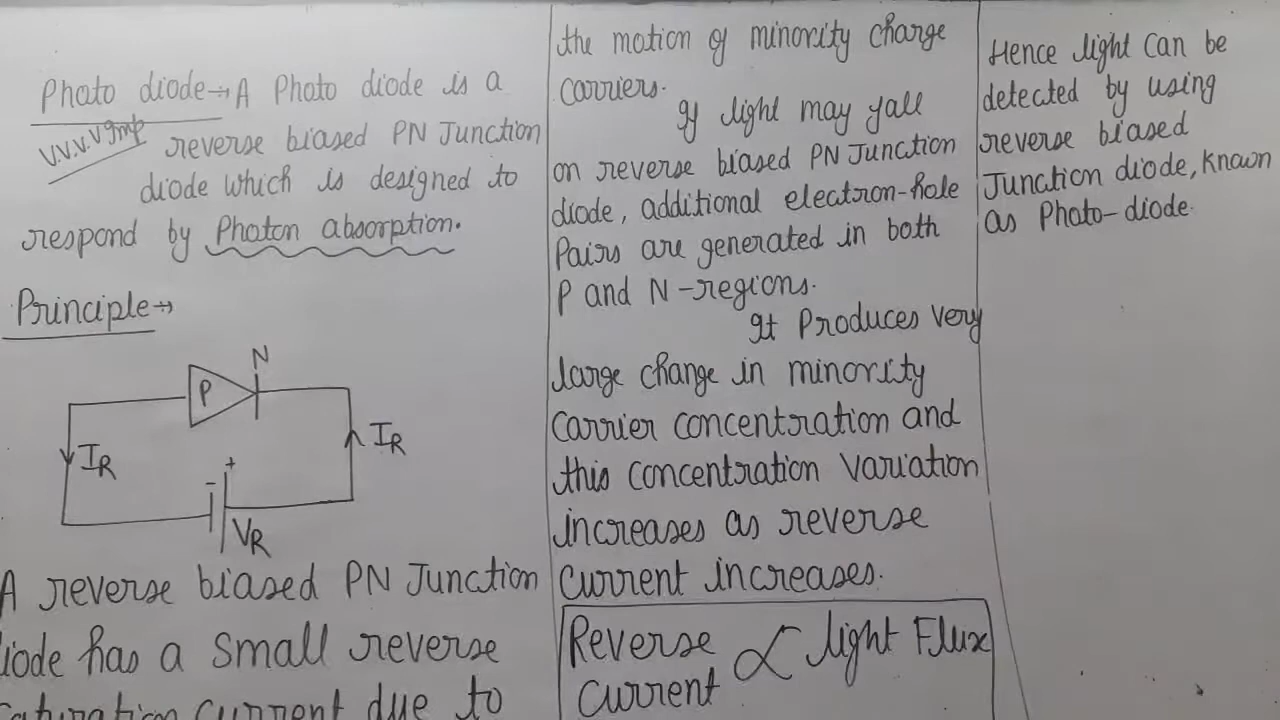 Photo diode → A Photo diode is a
V.V.V Imp
reverse biased PN Junction
diode which is designed to
respond by Photon absorption.
Principle →
N
P
IR
IR
- +
VR
A reverse biased PN Junction
diode has a small reverse
saturation current due to
the motion of minority charge
carriers.
If light may fall
on reverse biased PN Junction
diode, additional electron-hole
Pairs are generated in both
P and N-regions.
It Produces very
large change in minority
carrier concentration and
this concentration variation
increases as reverse
current increases.
Reverse ∝ light Flux
current
Hence light can be
detected by using
reverse biased
Junction diode, Known
as Photo-diode.